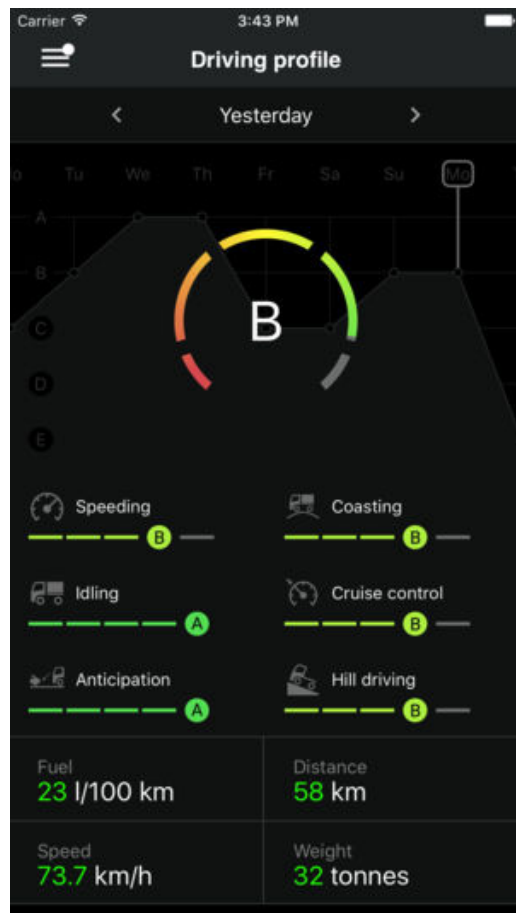 Carrier 3:43 PM
Driving profile
Yesterday
o Tu We Th Fr Sa Su Mo
A
B
C
D
E
B
Speeding
B
Coasting
B
Idling
A
Cruise control
B
Anticipation
A
Hill driving
B
Fuel
23 l/100 km
Distance
58 km
Speed
73.7 km/h
Weight
32 tonnes